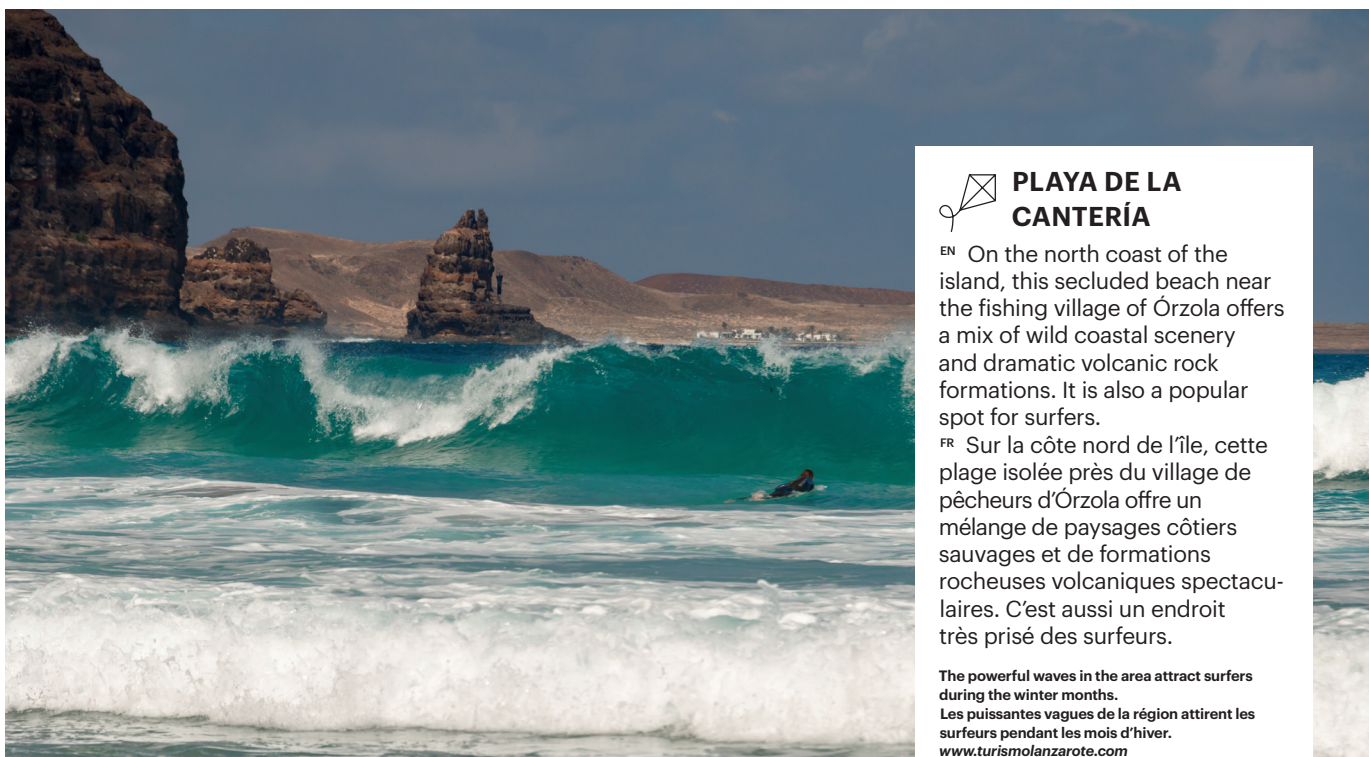 PLAYA DE LA
CANTERÍA
EN On the north coast of the
island, this secluded beach near
the fishing village of Órzola offers
a mix of wild coastal scenery
and dramatic volcanic rock
formations. It is also a popular
spot for surfers.
FR Sur la côte nord de l’île, cette
plage isolée près du village de
pêcheurs d’Órzola offre un
mélange de paysages côtiers
sauvages et de formations
rocheuses volcaniques spectacu-
laires. C’est aussi un endroit
très prisé des surfeurs.
The powerful waves in the area attract surfers
during the winter months.
Les puissantes vagues de la région attirent les
surfeurs pendant les mois d’hiver.
www.turismolanzarote.com